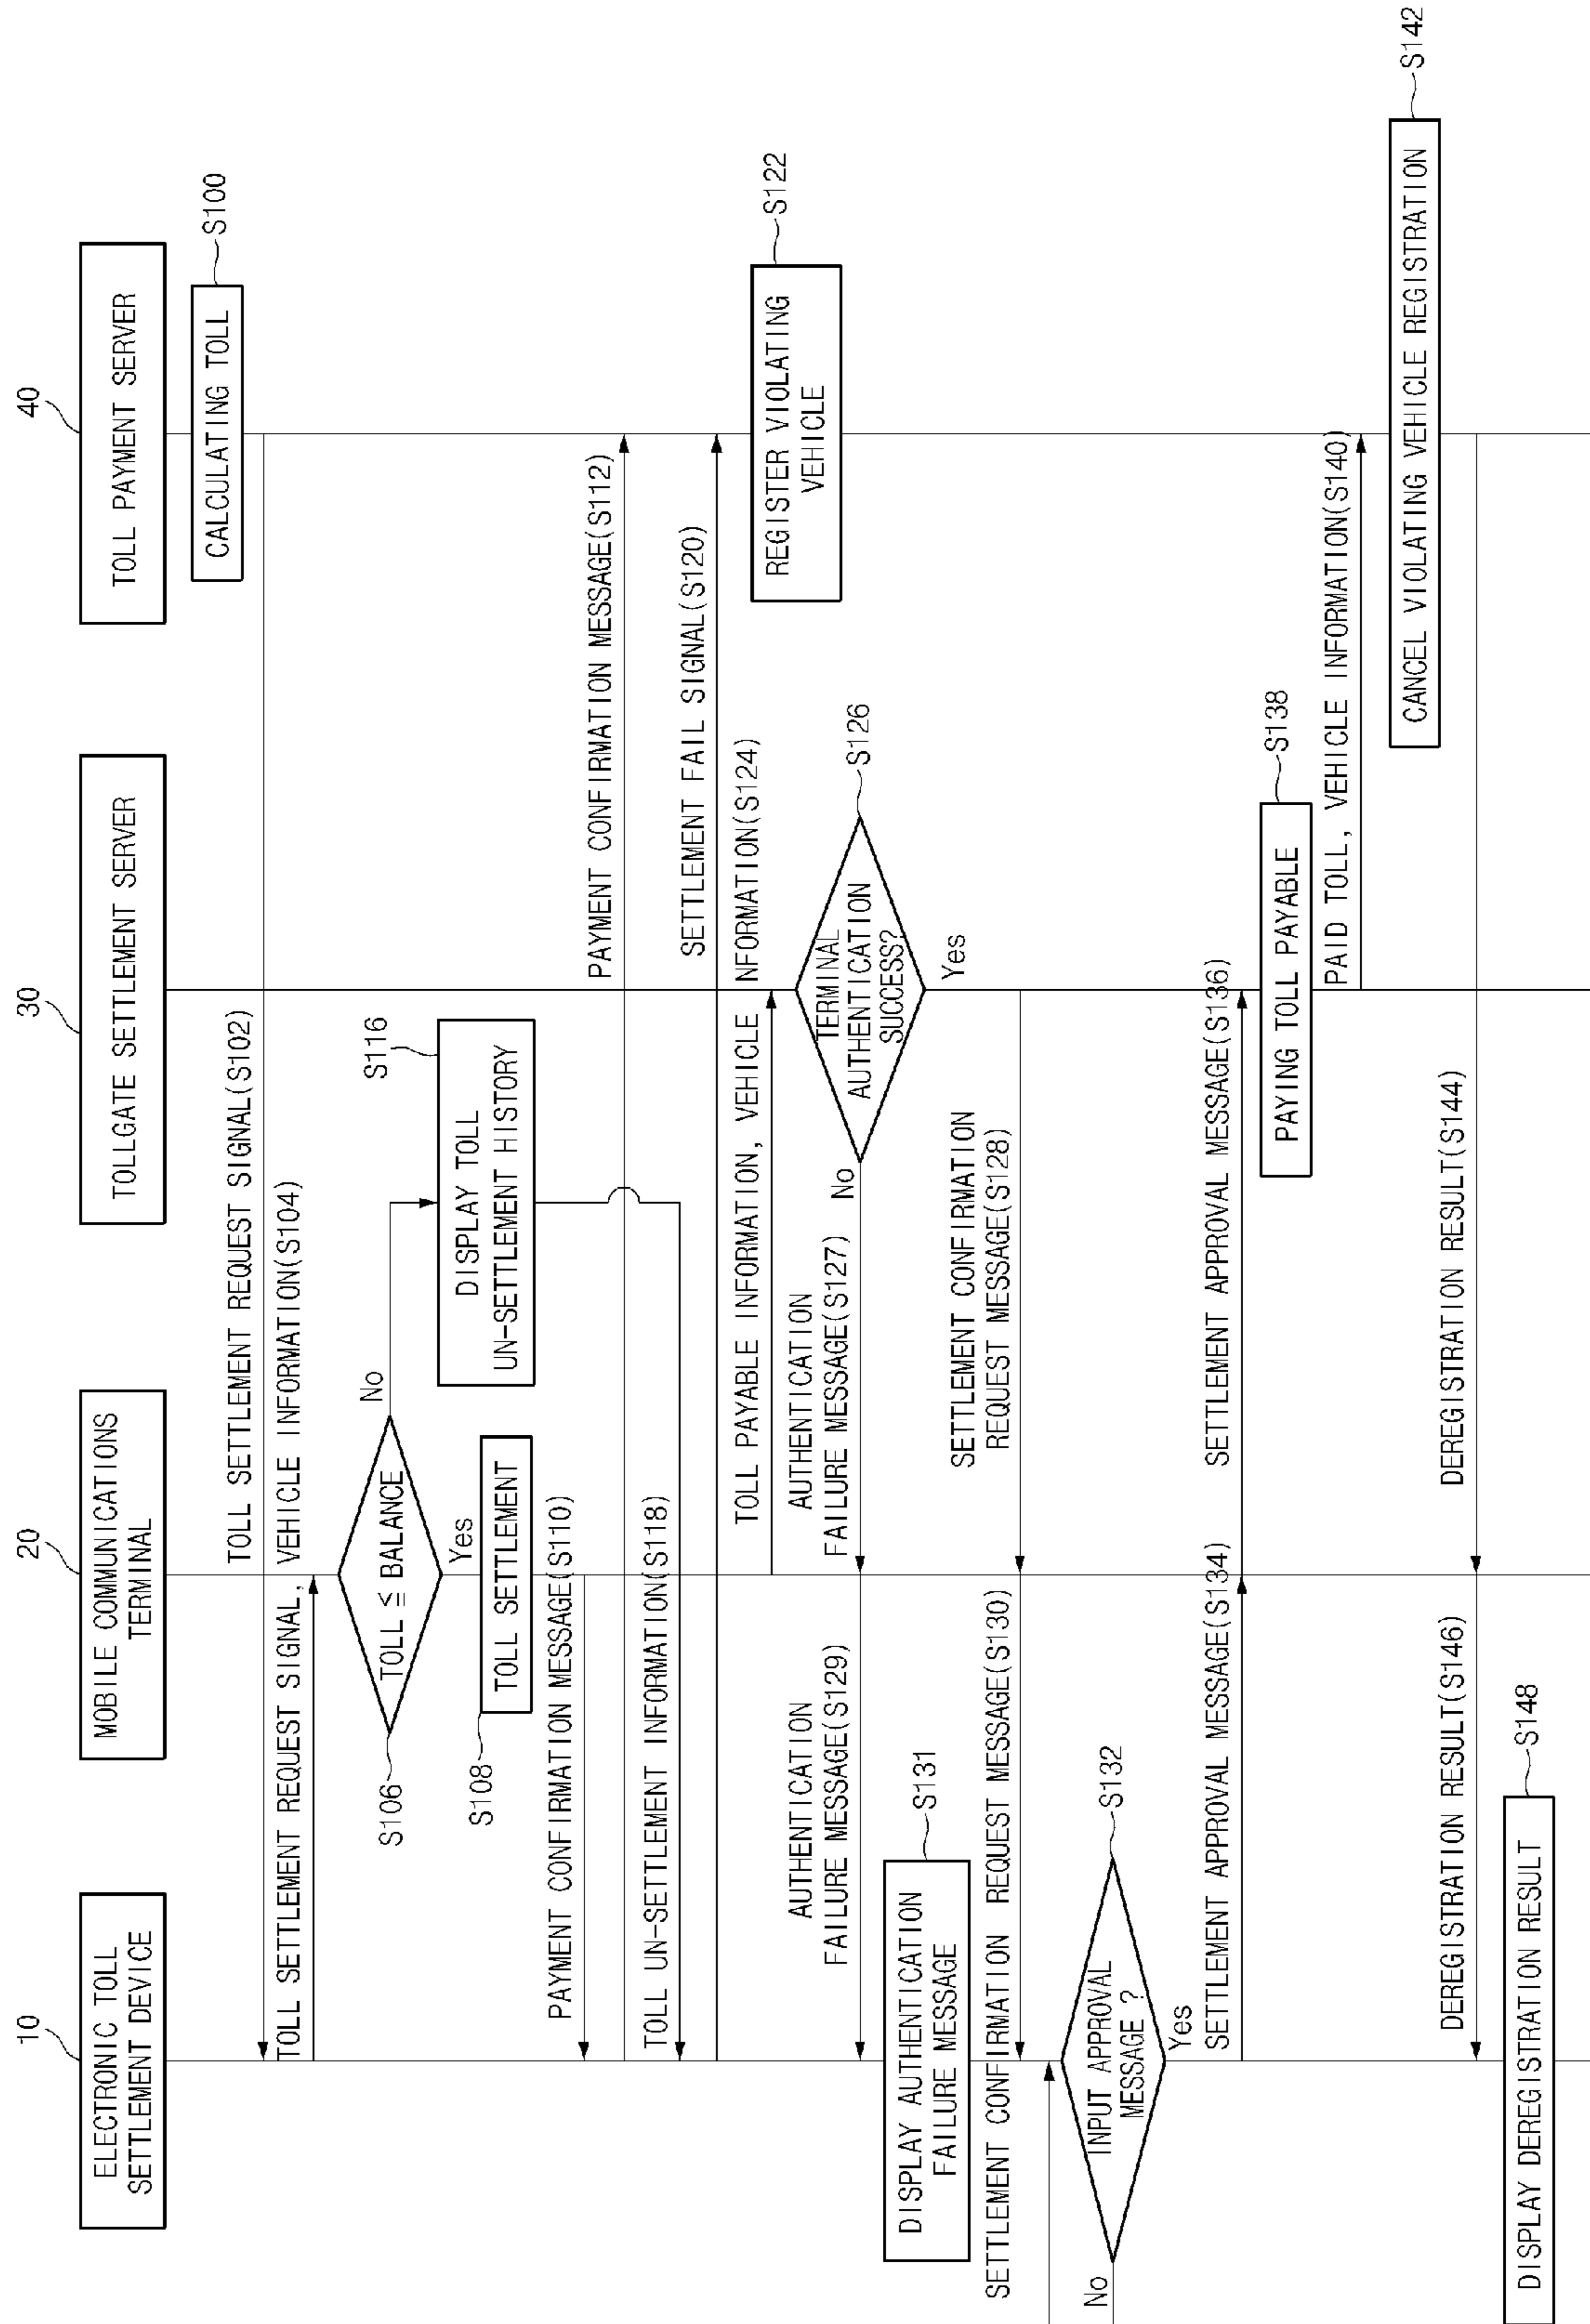 10
ELECTRONIC TOLL
SETTLEMENT DEVICE
20
MOBILE COMMUNICATIONS
TERMINAL
30
TOLLGATE SETTLEMENT SERVER
40
TOLL PAYMENT SERVER
CALCULATING TOLL
S100
TOLL SETTLEMENT REQUEST SIGNAL(S102)
TOLL SETTLEMENT REQUEST SIGNAL, VEHICLE INFORMATION(S104)
TOLL ≦ BALANCE
S106
No
Yes
S116
DISPLAY TOLL
UN-SETTLEMENT HISTORY
TOLL SETTLEMENT
S108
PAYMENT CONFIRMATION MESSAGE(S110)
PAYMENT CONFIRMATION MESSAGE(S112)
TOLL UN-SETTLEMENT INFORMATION(S118)
SETTLEMENT FAIL SIGNAL(S120)
REGISTER VIOLATING
VEHICLE
S122
TOLL PAYABLE INFORMATION, VEHICLE NFORMATION(S124)
TERMINAL
AUTHENTICATION
SUCCESS?
S126
No
Yes
AUTHENTICATION
FAILURE MESSAGE(S127)
AUTHENTICATION
FAILURE MESSAGE(S129)
DISPLAY AUTHENTICATION
FAILURE MESSAGE
S131
SETTLEMENT CONFIRMATION
REQUEST MESSAGE(S128)
SETTLEMENT CONFIRMATION REQUEST MESSAGE(S130)
INPUT APPROVAL
MESSAGE ?
S132
No
Yes
SETTLEMENT APPROVAL MESSAGE(S134)
SETTLEMENT APPROVAL MESSAGE(S136)
PAYING TOLL PAYABLE
S138
PAID TOLL, VEHICLE INFORMATION(S140)
CANCEL VIOLATING VEHICLE REGISTRATION
S142
DEREGISTRATION RESULT(S144)
DEREGISTRATION RESULT(S146)
DISPLAY DEREGISTRATION RESULT
S148